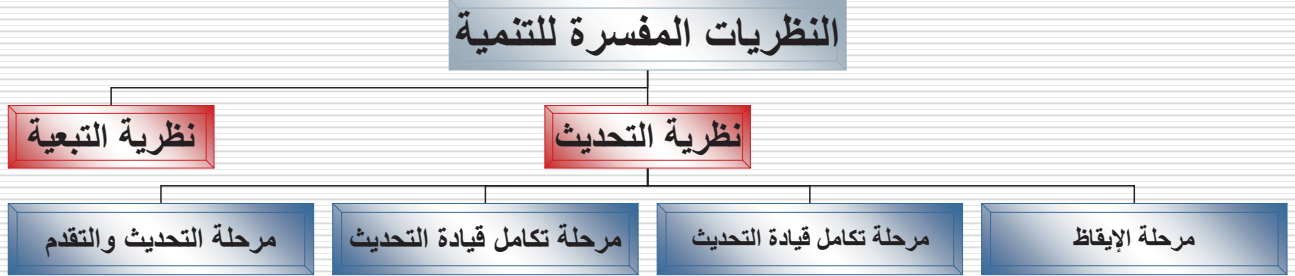 النظريات المفسرة للتنمية
نظرية التحديث
نظرية التبعية
مرحلة الإيقاظ
مرحلة تكامل قيادة التحديث
مرحلة تكامل قيادة التحديث
مرحلة التحديث والتقدم